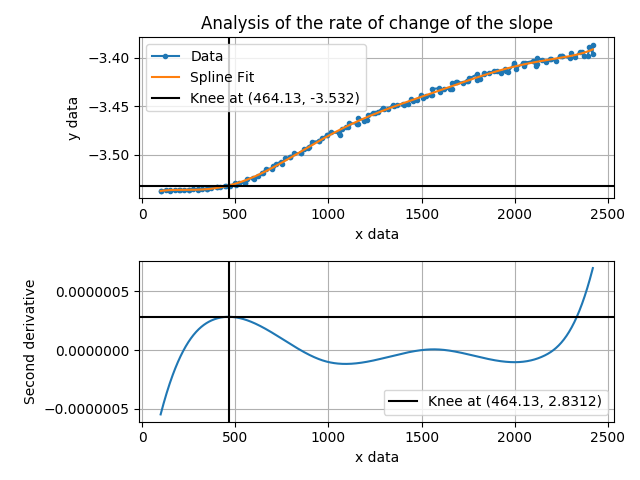 Analysis of the rate of change of the slope
Data
Spline Fit
Knee at (464.13, -3.532)
−3.40
−3.45
−3.50
y data
0
500
1000
1500
2000
2500
x data
0.0000005
0.0000000
−0.0000005
Second derivative
Knee at (464.13, 2.8312)
0
500
1000
1500
2000
2500
x data